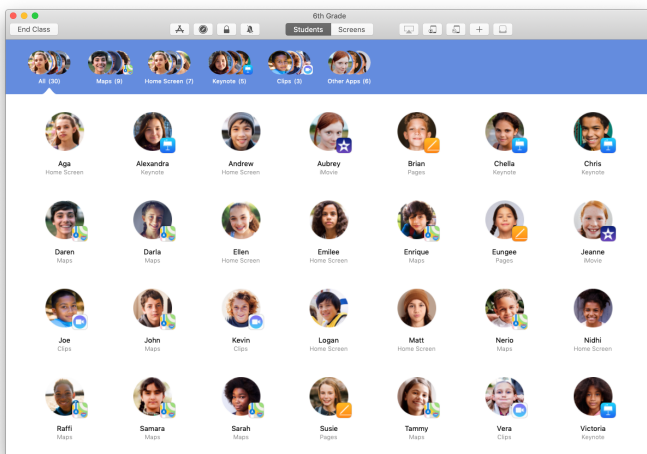 6th Grade
End Class
Students Screens
All (30) Maps (9) Home Screen (7) Keynote (5) Clips (3) Other Apps (6)
Aga Alexandra Andrew Aubrey Brian Chella Chris
Home Screen Keynote Home Screen iMovie Pages Keynote Keynote
Daren Darla Ellen Emilee Enrique Eungee Jeanne
Maps Maps Home Screen Home Screen Maps Pages iMovie
Joe John Kevin Logan Matt Nerio Nidhi
Clips Maps Clips Home Screen Home Screen Maps Home Screen
Raffi Samara Sarah Susie Tammy Vera Victoria
Maps Maps Maps Pages Maps Clips Keynote